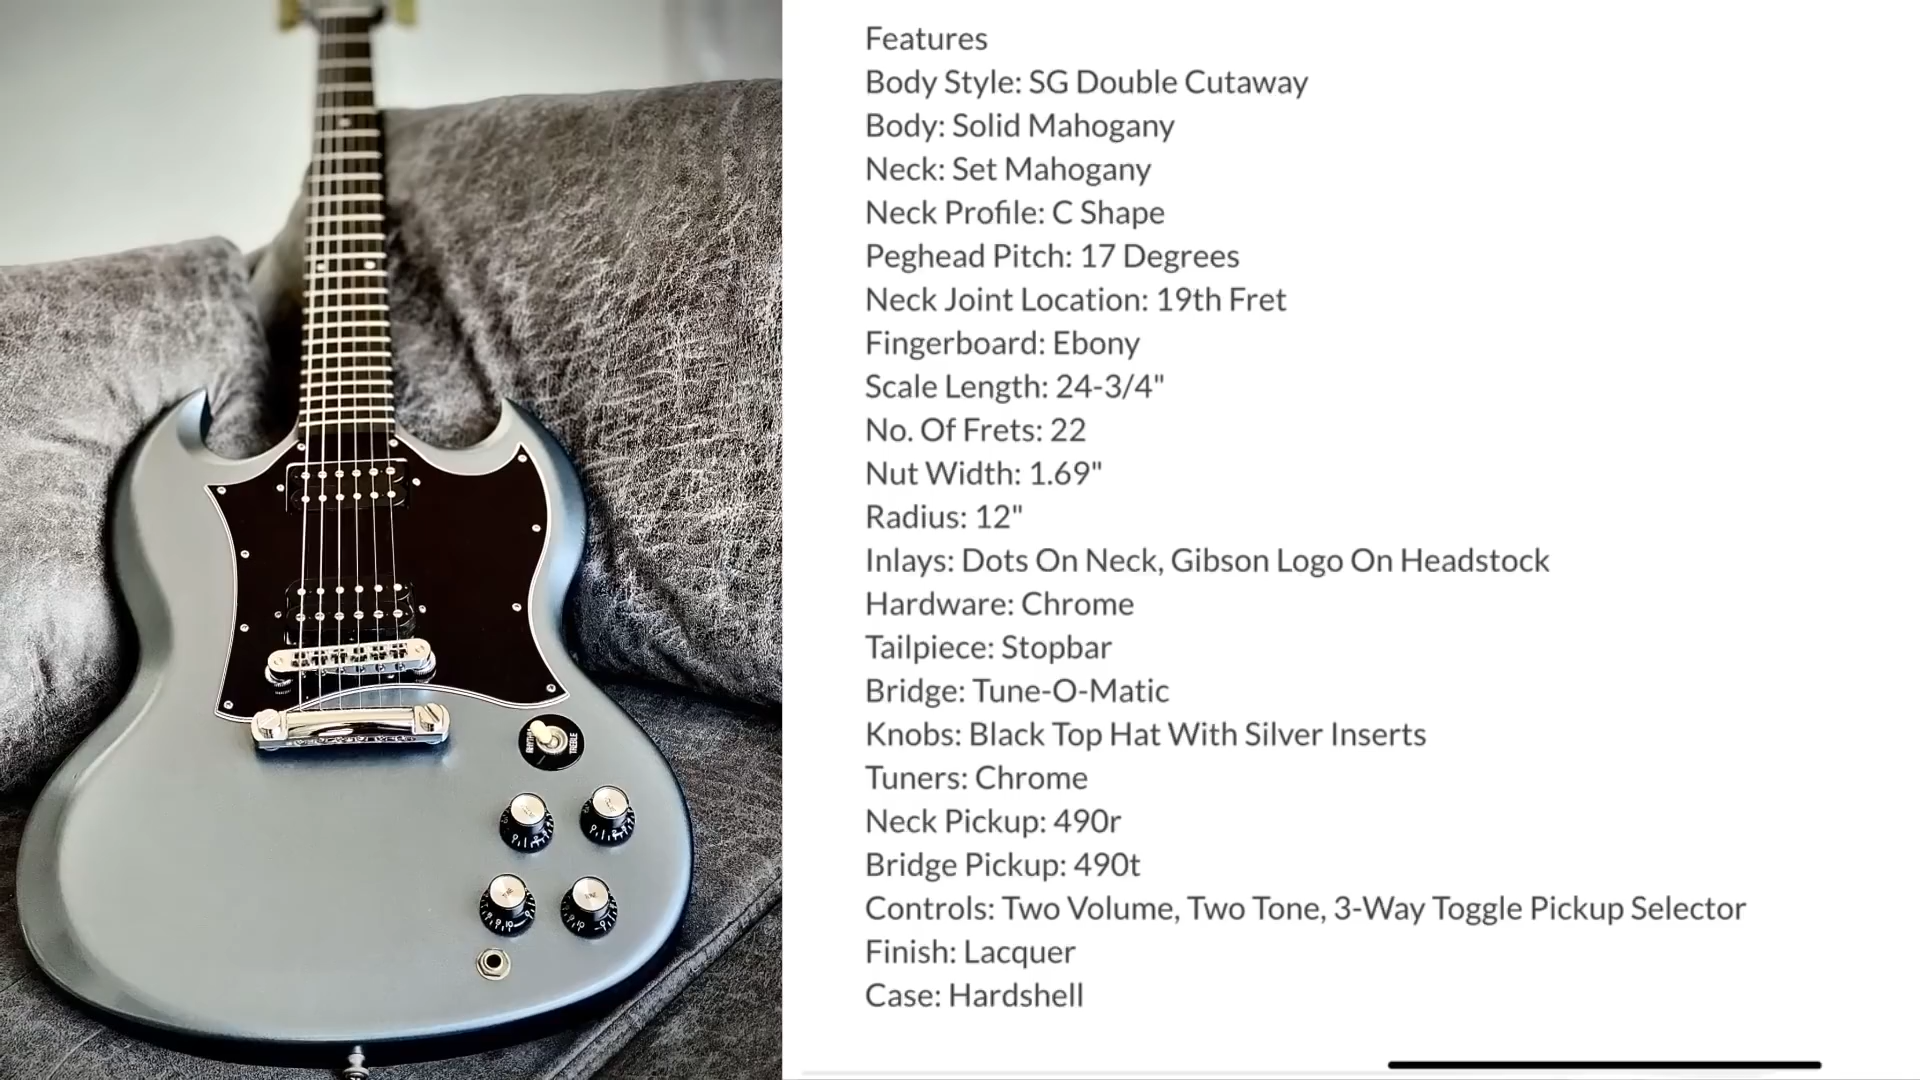 Features
Body Style: SG Double Cutaway
Body: Solid Mahogany
Neck: Set Mahogany
Neck Profile: C Shape
Peghead Pitch: 17 Degrees
Neck Joint Location: 19th Fret
Fingerboard: Ebony
Scale Length: 24-3/4"
No. Of Frets: 22
Nut Width: 1.69"
Radius: 12"
Inlays: Dots On Neck, Gibson Logo On Headstock
Hardware: Chrome
Tailpiece: Stopbar
Bridge: Tune-O-Matic
Knobs: Black Top Hat With Silver Inserts
Tuners: Chrome
Neck Pickup: 490r
Bridge Pickup: 490t
Controls: Two Volume, Two Tone, 3-Way Toggle Pickup Selector
Finish: Lacquer
Case: Hardshell
RHYTHM
TREBLE